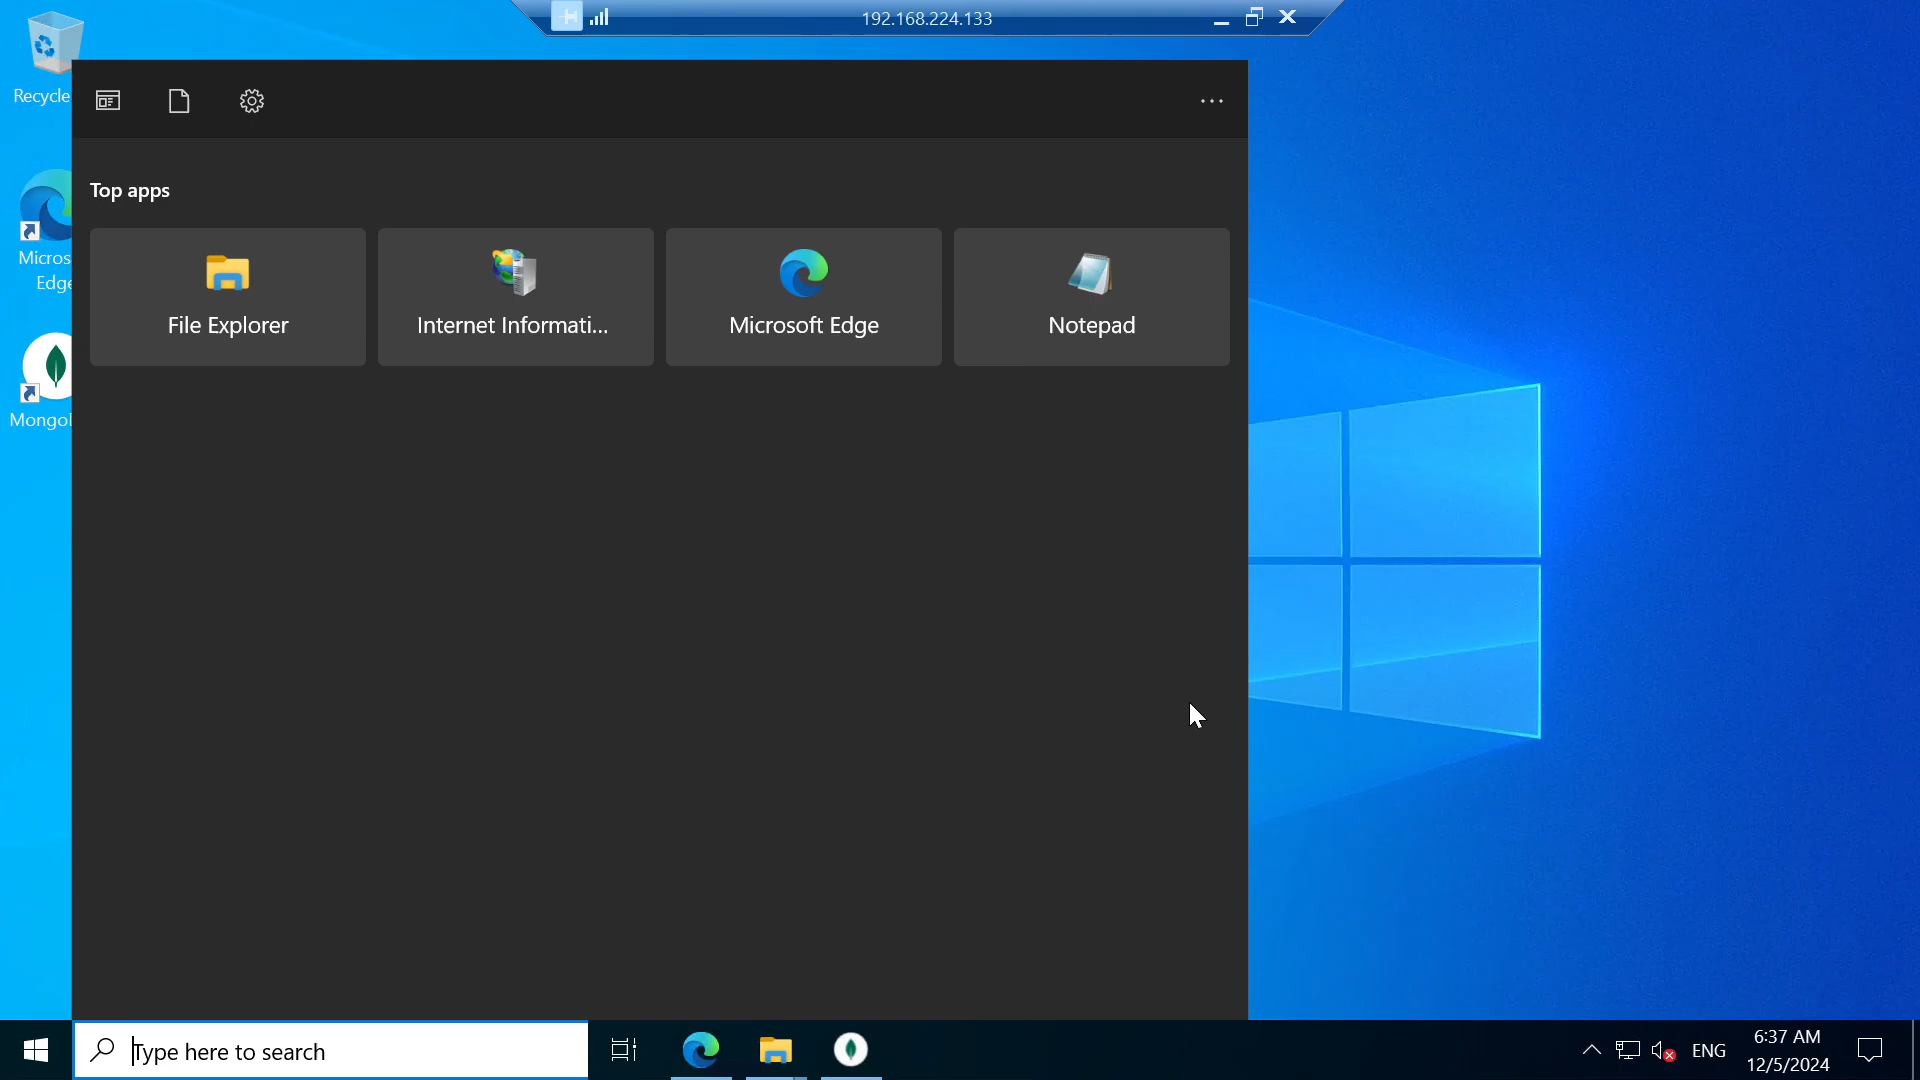 192.168.224.133
Recycle
Top apps
File Explorer
Internet Informati...
Microsoft Edge
Notepad
Micros
Edge
Type here to search
ENG
6:37 AM
12/5/2024